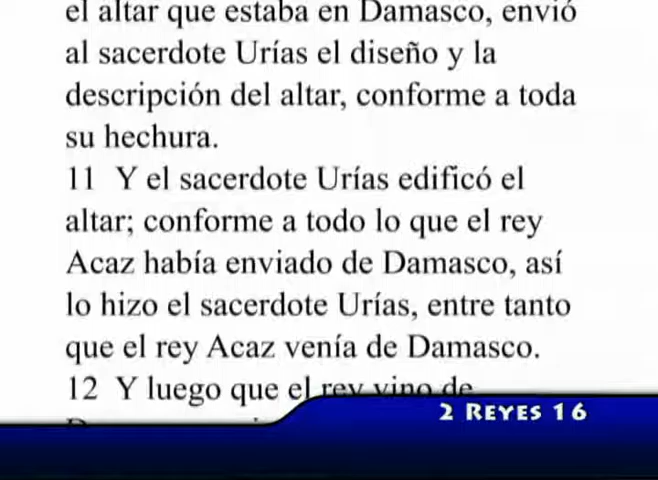 el altar que estaba en Damasco, envió
al sacerdote Urías el diseño y la
descripción del altar, conforme a toda
su hechura.
11 Y el sacerdote Urías edificó el
altar; conforme a todo lo que el rey
Acaz había enviado de Damasco, así
lo hizo el sacerdote Urías, entre tanto
que el rey Acaz venía de Damasco.
12 Y luego que el rey vino de
2 REYES 16